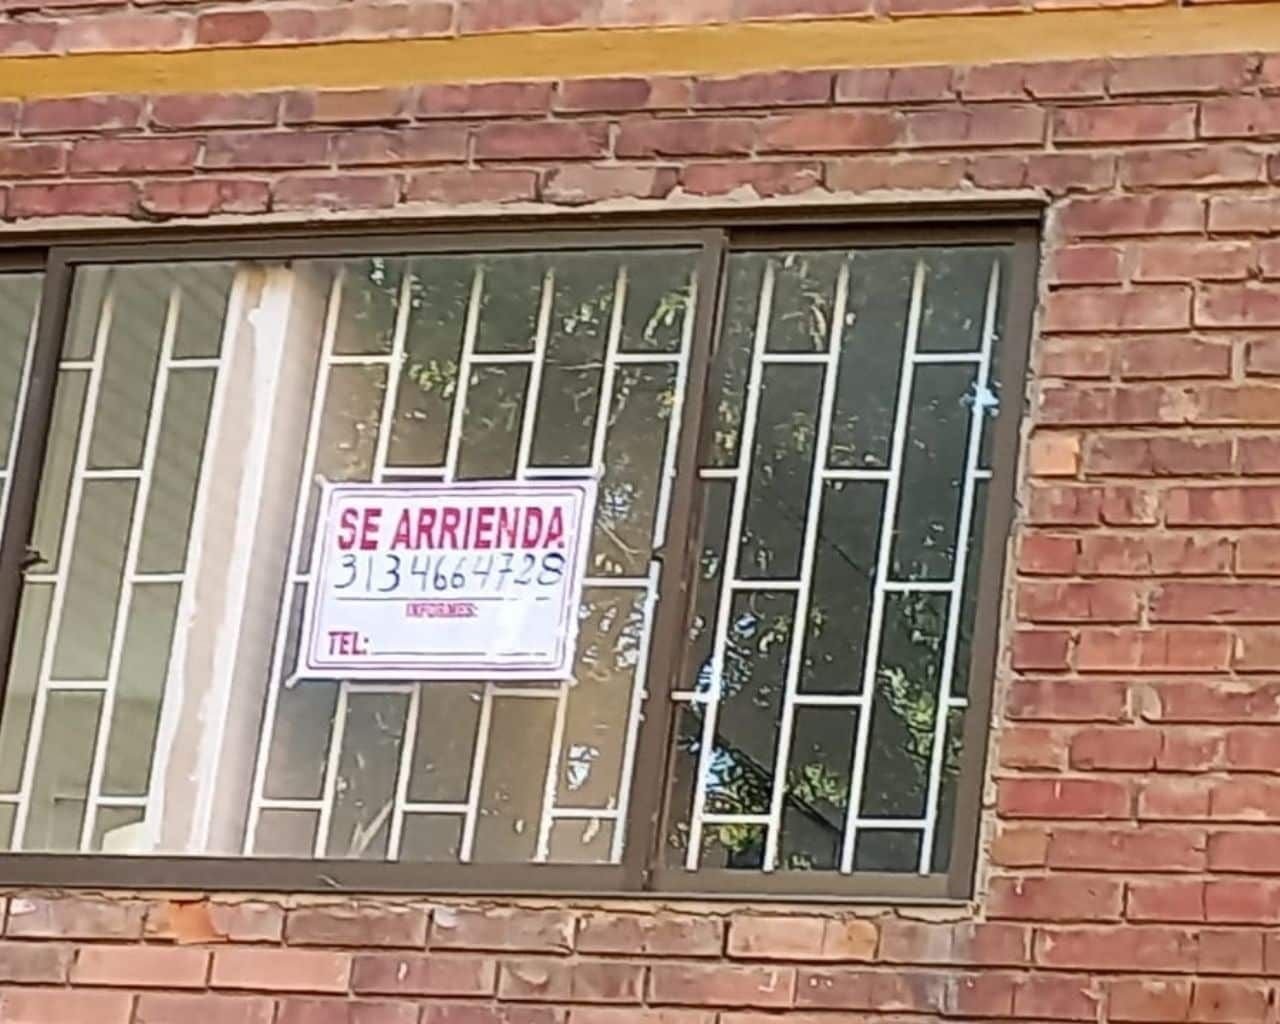 SE ARRIENDA
3134664728
INFORMES:
TEL: